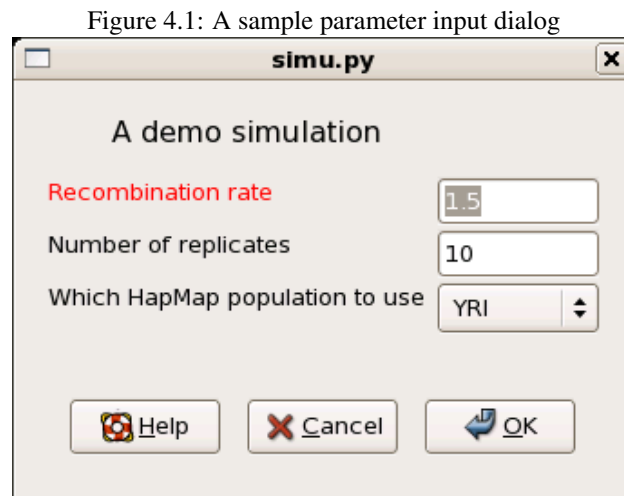 Figure 4.1: A sample parameter input dialog
simu.py
A demo simulation
Recombination rate 1.5
Number of replicates 10
Which HapMap population to use YRI
Help Cancel OK